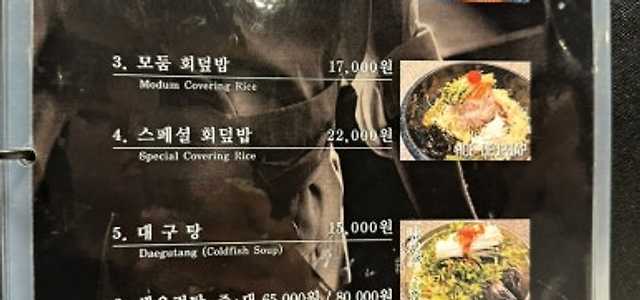 3. 모둠 회덮밥 17,000원
Modum Covering Rice
4. 스페셜 회덮밥 22,000원
Special Covering Rice
5. 대구탕 15,000원
Daegutang (Coldfish Soup)
65,000원 / 80,000원